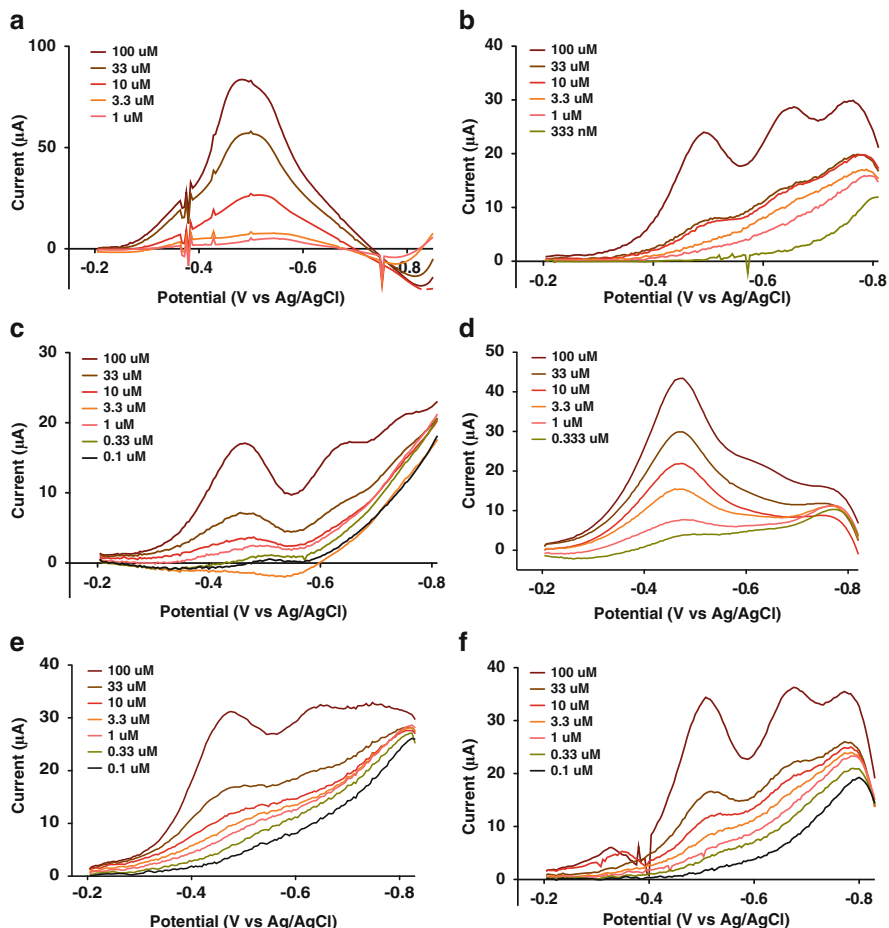 a
100
50
0
Current (µA)
100 uM
33 uM
10 uM
3.3 uM
1 uM
-0.2
-0.4
-0.6
-0.8
Potential (V vs Ag/AgCl)
b
40
30
20
10
0
Current (µA)
100 uM
33 uM
10 uM
3.3 uM
1 uM
333 nM
-0.2
-0.4
-0.6
-0.8
Potential (V vs Ag/AgCl)
c
30
20
10
0
Current (µA)
100 uM
33 uM
10 uM
3.3 uM
1 uM
0.33 uM
0.1 uM
-0.2
-0.4
-0.6
-0.8
Potential (V vs Ag/AgCl)
d
50
40
30
20
10
0
Current (µA)
100 uM
33 uM
10 uM
3.3 uM
1 uM
0.333 uM
-0.2
-0.4
-0.6
-0.8
Potential (V vs Ag/AgCl)
e
40
30
20
10
0
Current (µA)
100 uM
33 uM
10 uM
3.3 uM
1 uM
0.33 uM
0.1 uM
-0.2
-0.4
-0.6
-0.8
Potential (V vs Ag/AgCl)
f
40
30
20
10
0
Current (µA)
100 uM
33 uM
10 uM
3.3 uM
1 uM
0.33 uM
0.1 uM
-0.2
-0.4
-0.6
-0.8
Potential (V vs Ag/AgCl)